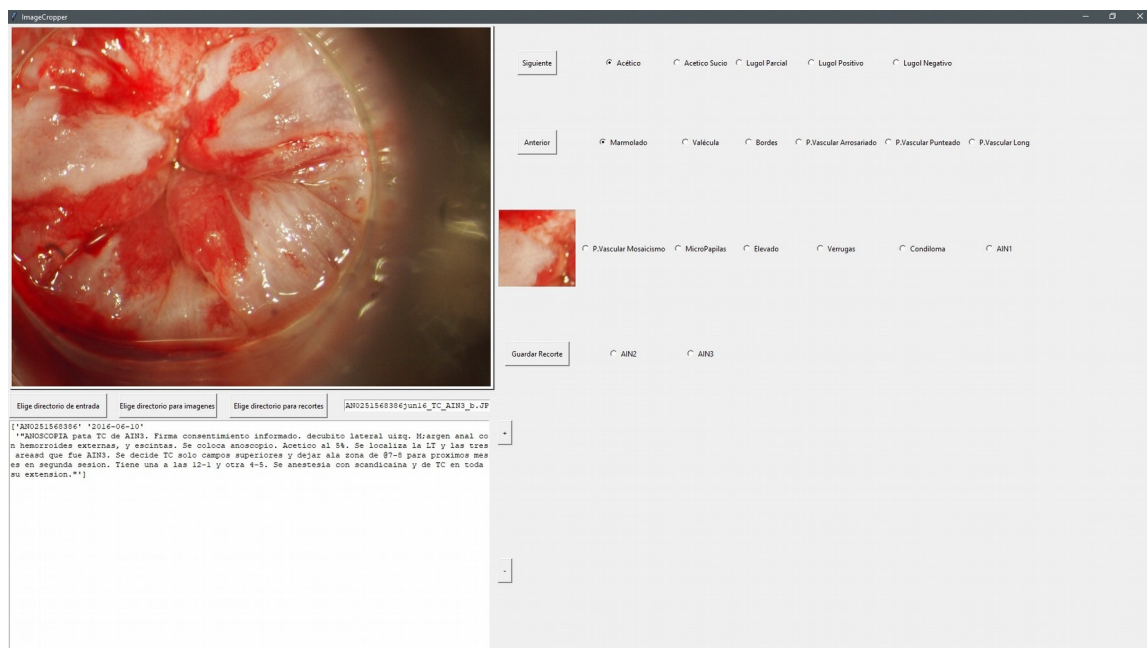 ImageCropper
Siguiente Acético Acetico Sucio Lugol Parcial Lugol Positivo Lugol Negativo
Anterior Marmolado Valécula Bordes P.Vascular Arrosariado P.Vascular Punteado P.Vascular Long
P.Vascular Mosaicismo MicroPapilas Elevado Verrugas Condiloma AIN1
Guardar Recorte AIN2 AIN3
Elige directorio de entrada Elige directorio para imagenes Elige directorio para recortes AN0251568386jun16_TC_AIN3_b.JP
['AN0251568386' '2016-06-10'
'"ANOSCOPIA pata TC de AIN3. Firma consentimiento informado. decubito lateral uizq. M;argen anal co
n hemorroides externas, y escintas. Se coloca anoscopio. Acetico al 5%. Se localiza la LT y las tres
areasd que fue AIN3. Se decide TC solo campos superiores y dejar ala zona de @7-8 para proximos mes
es en segunda sesion. Tiene una a las 12-1 y otra 4-5. Se anestesia con scandicaina y de TC en toda
su extension."']
+
-